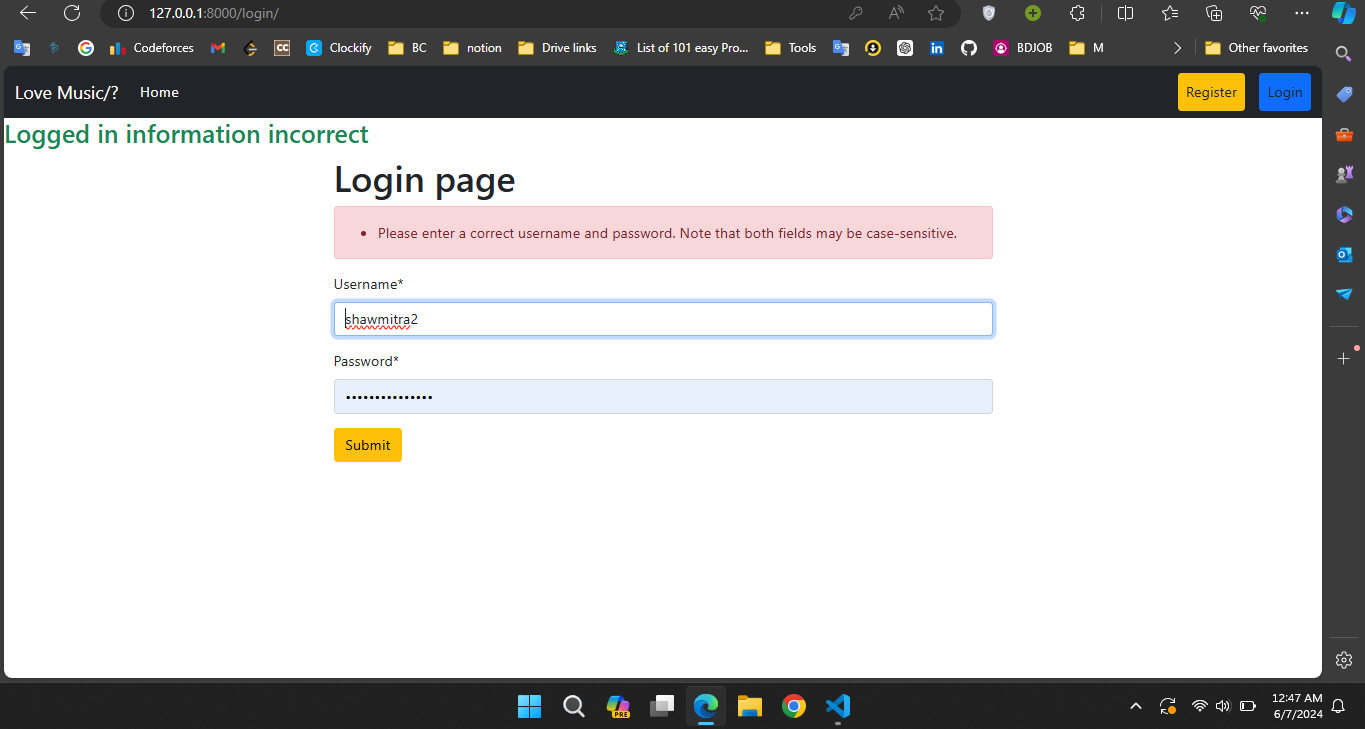 127.0.0.1:8000/login/
Codeforces
CC
Clockify
BC
notion
Drive links
List of 101 easy Pro...
Tools
in
BDJOB
M
Other favorites
Love Music/?
Home
Register
Login
Logged in information incorrect
Login page
Please enter a correct username and password. Note that both fields may be case-sensitive.
Username*
shawmitra2
Password*
Submit
PRE
12:47 AM
6/7/2024